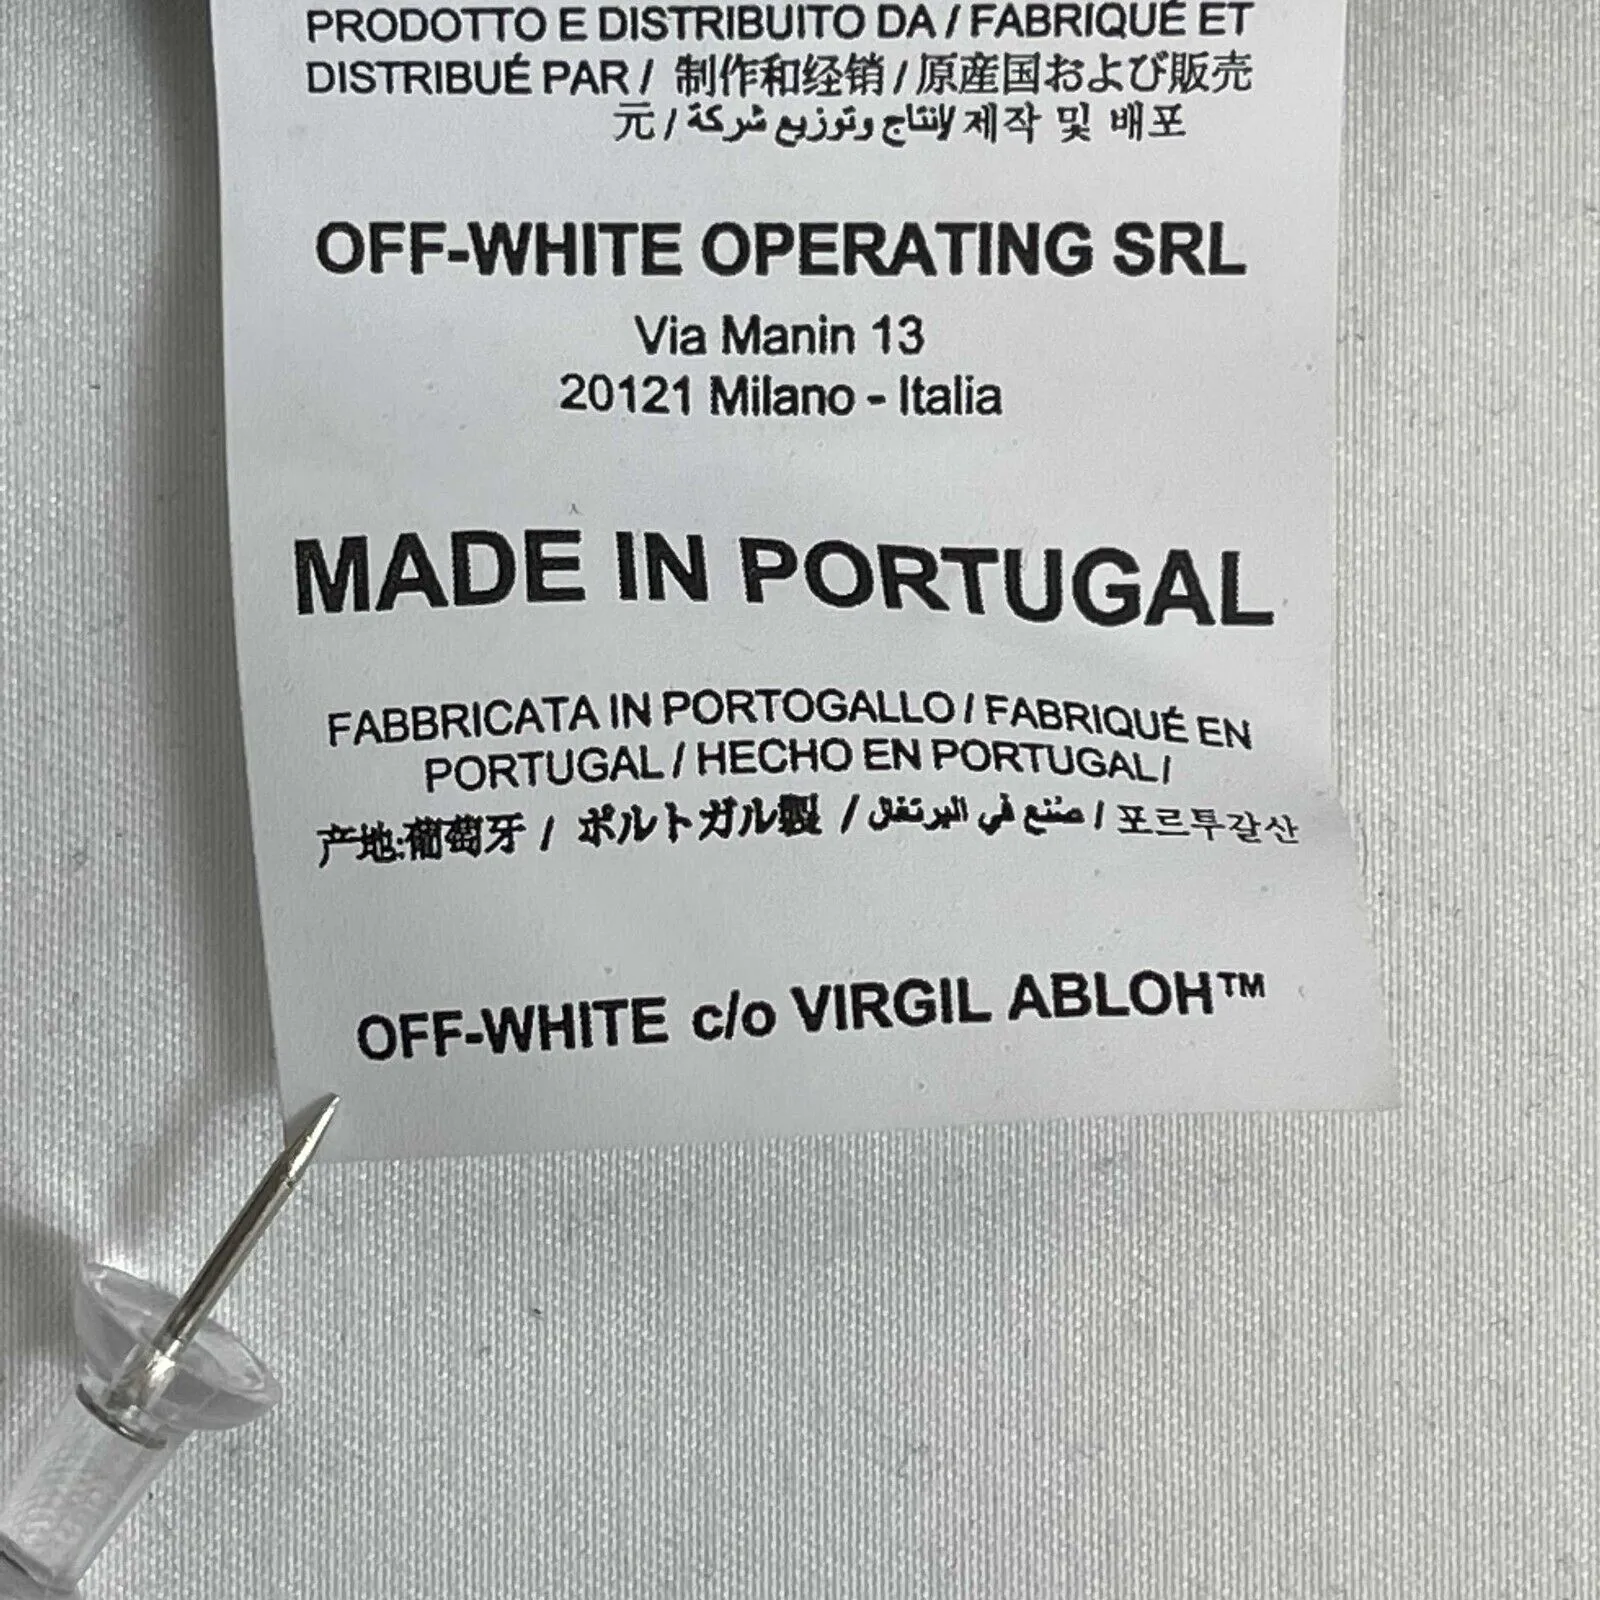 PRODOTTO E DISTRIBUITO DA / FABRIQUÉ ET
DISTRIBUÉ PAR / 制作和经销 / 原産国および販売
元 / لإنتاج وتوزيع شركة 제작 및 배포
OFF-WHITE OPERATING SRL
Via Manin 13
20121 Milano - Italia
MADE IN PORTUGAL
FABBRICATA IN PORTOGALLO / FABRIQUÉ EN
PORTUGAL / HECHO EN PORTUGAL /
产地:葡萄牙 / ポルトガル製 / صنع في البرتغال / 포르투갈산
OFF-WHITE c/o VIRGIL ABLOH™